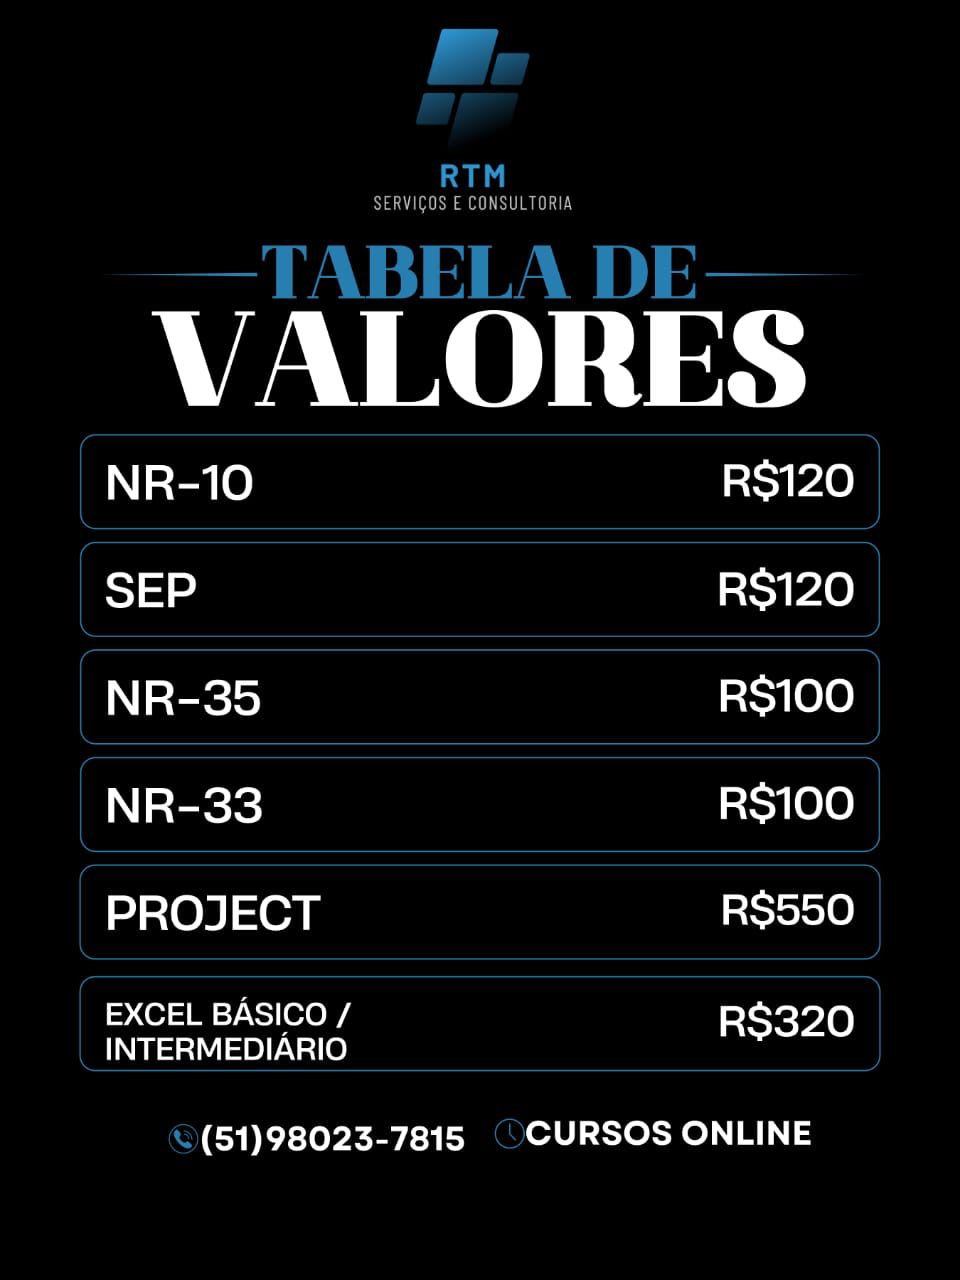 RTM
SERVIÇOS E CONSULTORIA
TABELA DE
VALORES
NR-10 R$120
SEP R$120
NR-35 R$100
NR-33 R$100
PROJECT R$550
EXCEL BÁSICO /
INTERMEDIÁRIO R$320
(51)98023-7815 CURSOS ONLINE